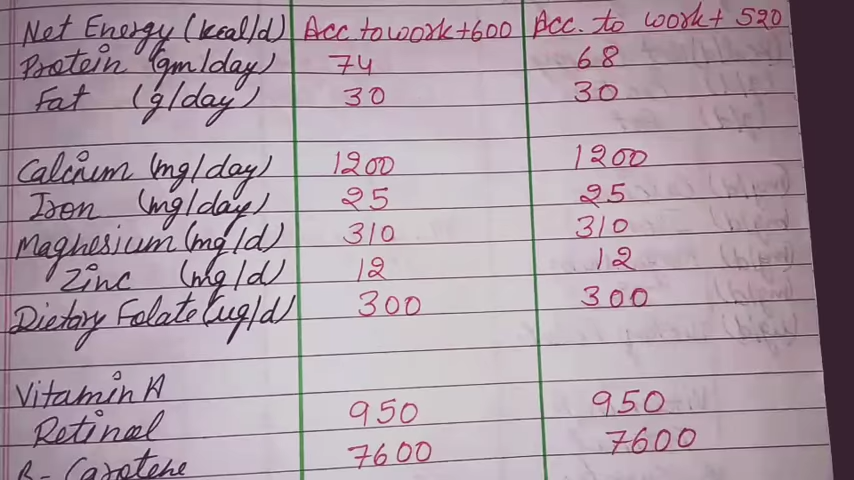 Net Energy (kcal/d) Acc. to work+600 Acc. to work+ 520
Protein (gm/day) 74 68
Fat (g/day) 30 30
Calcium (mg/day) 1200 1200
Iron (mg/day) 25 25
Maghesium (mg/d) 310 310
Zinc (mg/d) 12 12
Dietary Folate (ug/d) 300 300
Vitamin A
Retinol 950 950
B- Carotene 7600 7600